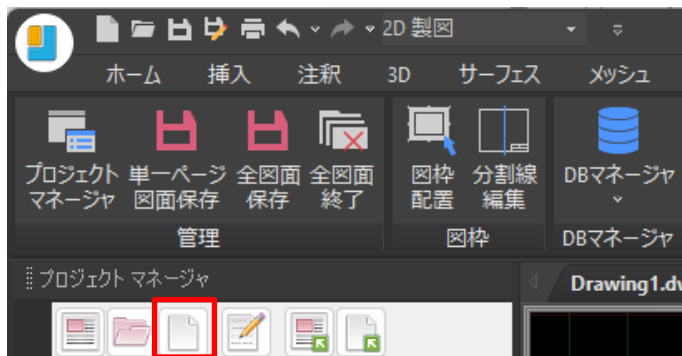 2D 製図
ホーム 挿入 注釈 3D サーフェス メッシュ
プロジェクト 単一ページ 全図面 全図面 図枠 分割線 DBマネージャ
マネージャ 図面保存 保存 終了 配置 編集
管理 図枠 DBマネージャ
プロジェクト マネージャ Drawing1.dw